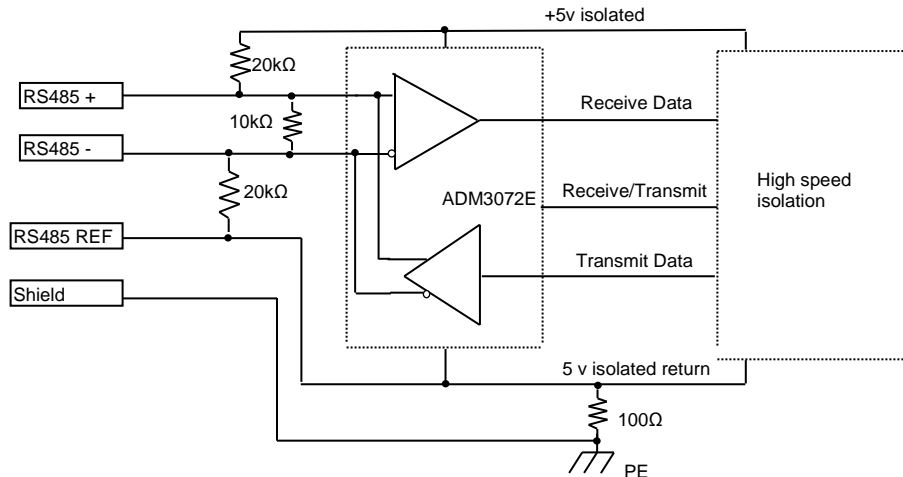 +5v isolated
20kΩ
RS485 +
10kΩ
Receive Data
RS485 -
20kΩ
ADM3072E
Receive/Transmit
High speed
isolation
RS485 REF
Transmit Data
Shield
5 v isolated return
100Ω
PE